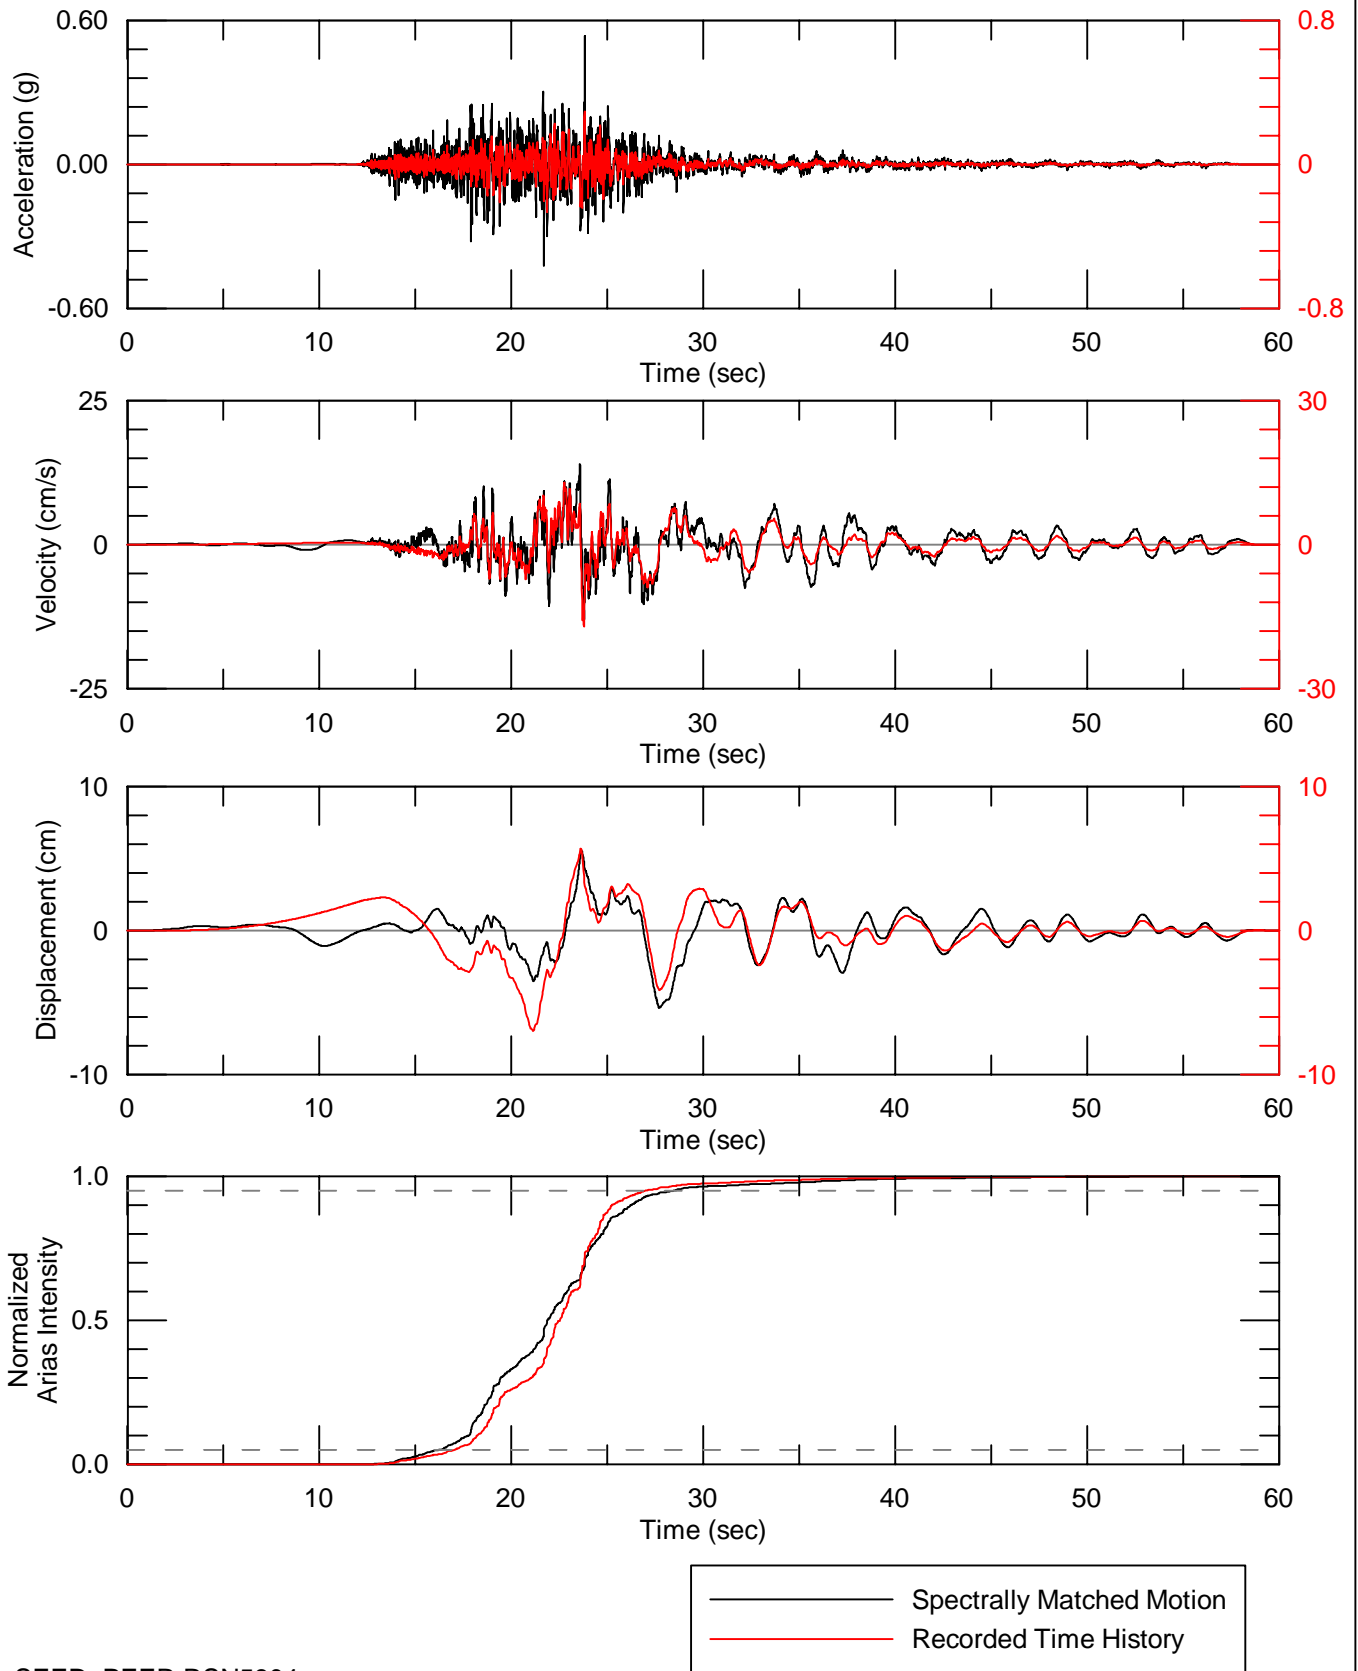 0.60
0.00
-0.60
0.8
0
-0.8
Acceleration (g)
0 10 20 30 40 50 60
Time (sec)
25
0
-25
30
0
-30
Velocity (cm/s)
0 10 20 30 40 50 60
Time (sec)
10
0
-10
10
0
-10
Displacement (cm)
0 10 20 30 40 50 60
Time (sec)
1.0
0.5
0.0
Normalized
Arias Intensity
0 10 20 30 40 50 60
Time (sec)
Spectrally Matched Motion
Recorded Time History